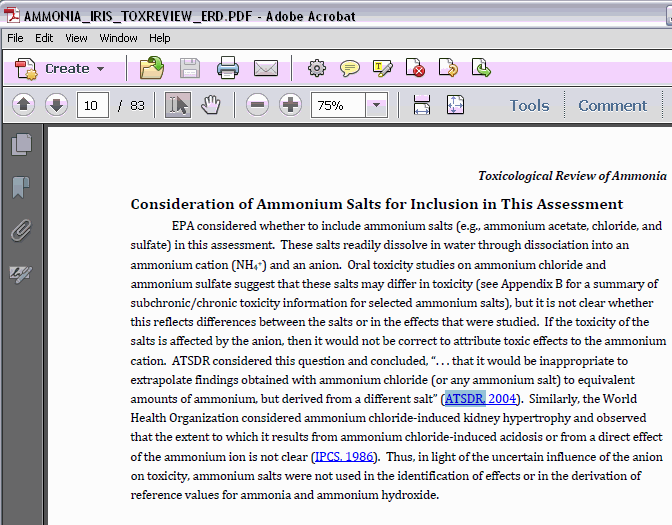 AMMONIA_IRIS_TOXREVIEW_ERD.PDF - Adobe Acrobat
File Edit View Window Help
Create
10 / 83 75% Tools Comment
Toxicological Review of Ammonia
Consideration of Ammonium Salts for Inclusion in This Assessment
EPA considered whether to include ammonium salts (e.g., ammonium acetate, chloride, and
sulfate) in this assessment. These salts readily dissolve in water through dissociation into an
ammonium cation (NH₄⁺) and an anion. Oral toxicity studies on ammonium chloride and
ammonium sulfate suggest that these salts may differ in toxicity (see Appendix B for a summary of
subchronic/chronic toxicity information for selected ammonium salts), but it is not clear whether
this reflects differences between the salts or in the effects that were studied. If the toxicity of the
salts is affected by the anion, then it would not be correct to attribute toxic effects to the ammonium
cation. ATSDR considered this question and concluded, “. . . that it would be inappropriate to
extrapolate findings obtained with ammonium chloride (or any ammonium salt) to equivalent
amounts of ammonium, but derived from a different salt” (ATSDR, 2004). Similarly, the World
Health Organization considered ammonium chloride-induced kidney hypertrophy and observed
that the extent to which it results from ammonium chloride-induced acidosis or from a direct effect
of the ammonium ion is not clear (IPCS, 1986). Thus, in light of the uncertain influence of the anion
on toxicity, ammonium salts were not used in the identification of effects or in the derivation of
reference values for ammonia and ammonium hydroxide.